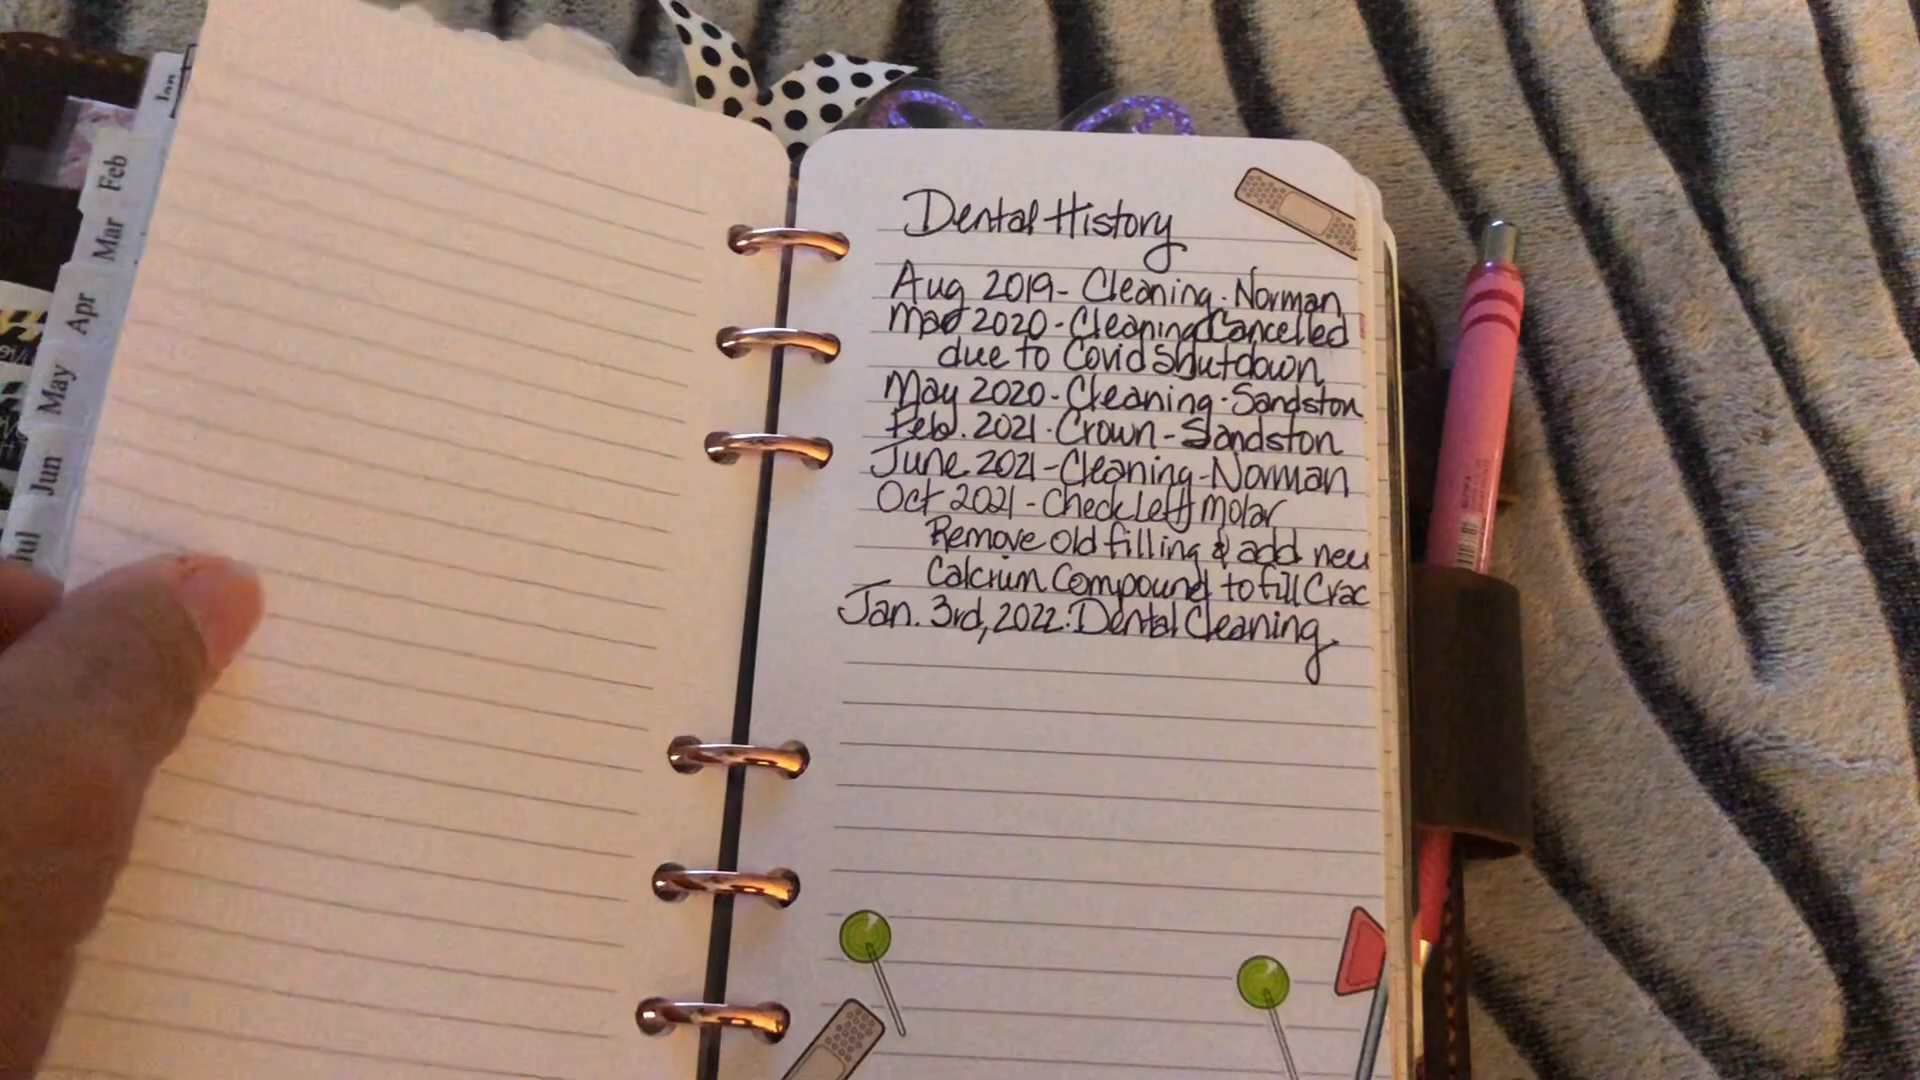 Jan
Feb
Mar
Apr
May
Jun
Jul
Dental History
Aug 2019- Cleaning. Norman
Mar 2020- Cleaning Cancelled
due to Covid Shutdown
May 2020- Cleaning. Sandston
Feb. 2021. Crown- Sandston
June 2021- Cleaning- Norman
Oct 2021- Check left molar
Remove old filling & add new
Calcium Compound to fill Crac
Jan. 3rd, 2022. Dental Cleaning